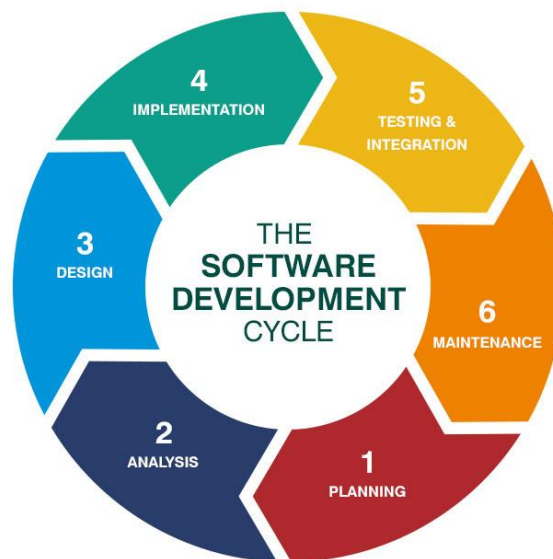 THE
SOFTWARE
DEVELOPMENT
CYCLE
1
PLANNING
2
ANALYSIS
3
DESIGN
4
IMPLEMENTATION
5
TESTING &
INTEGRATION
6
MAINTENANCE